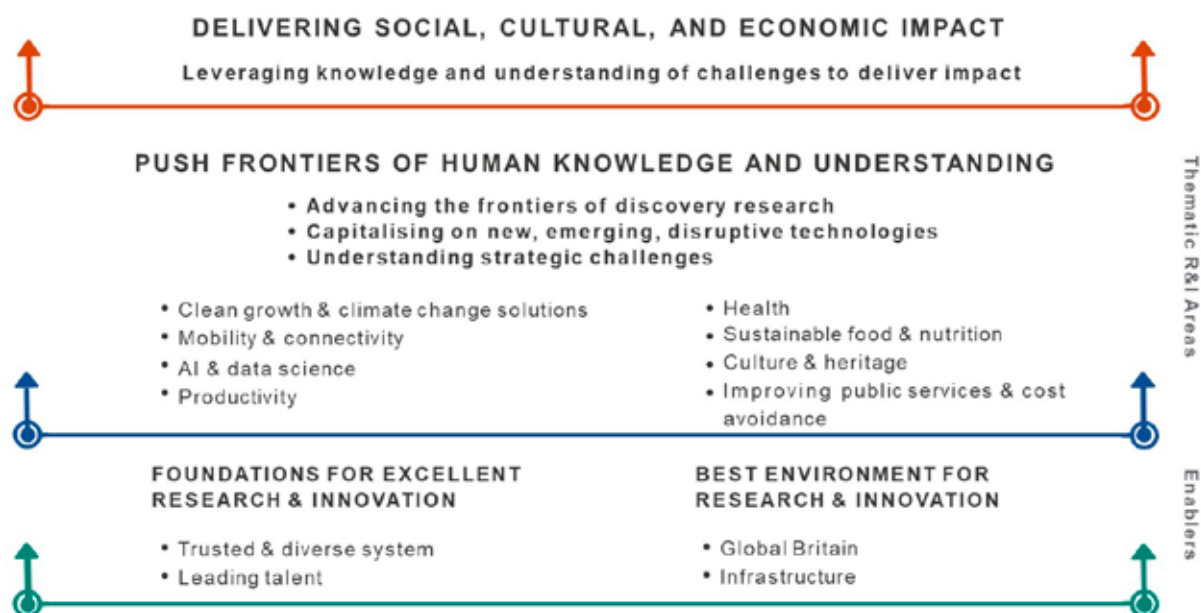 DELIVERING SOCIAL, CULTURAL, AND ECONOMIC IMPACT
Leveraging knowledge and understanding of challenges to deliver impact
PUSH FRONTIERS OF HUMAN KNOWLEDGE AND UNDERSTANDING
• Advancing the frontiers of discovery research
• Capitalising on new, emerging, disruptive technologies
• Understanding strategic challenges
• Clean growth & climate change solutions
• Mobility & connectivity
• AI & data science
• Productivity
• Health
• Sustainable food & nutrition
• Culture & heritage
• Improving public services & cost
avoidance
Thematic R&I Areas
FOUNDATIONS FOR EXCELLENT
RESEARCH & INNOVATION
• Trusted & diverse system
• Leading talent
BEST ENVIRONMENT FOR
RESEARCH & INNOVATION
• Global Britain
• Infrastructure
Enablers